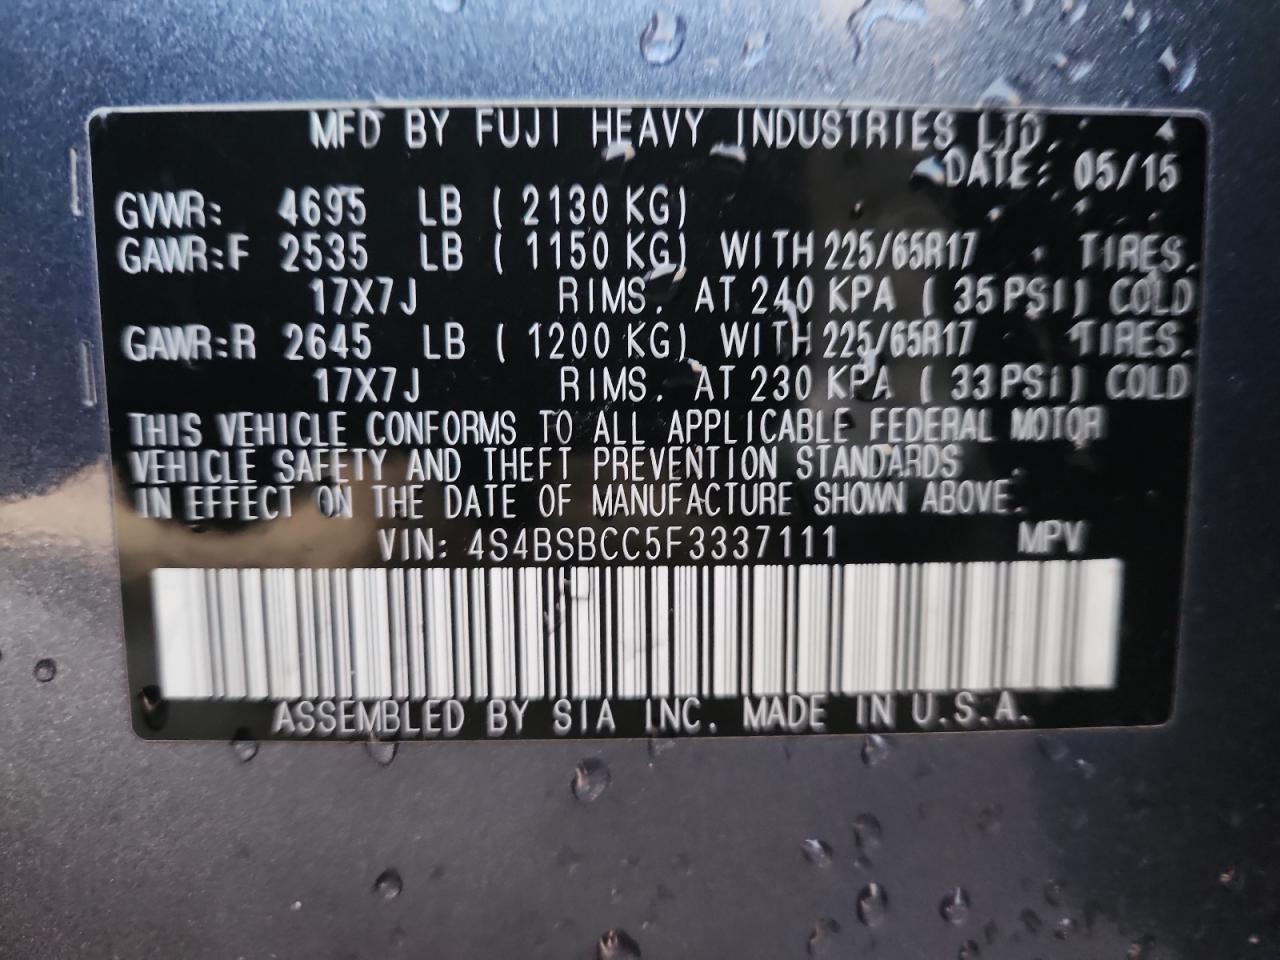 MFD BY FUJI HEAVY INDUSTRIES LTD.
DATE: 05/15
GVWR: 4695 LB ( 2130 KG)
GAWR:F 2535 LB ( 1150 KG) WITH 225/65R17 TIRES.
17X7J RIMS. AT 240 KPA ( 35PSI) COLD
GAWR:R 2645 LB ( 1200 KG) WITH 225/65R17 TIRES.
17X7J RIMS. AT 230 KPA ( 33PSI) COLD
THIS VEHICLE CONFORMS TO ALL APPLICABLE FEDERAL MOTOR
VEHICLE SAFETY AND THEFT PREVENTION STANDARDS
IN EFFECT ON THE DATE OF MANUFACTURE SHOWN ABOVE.
VIN: 4S4BSBCC5F3337111 MPV
ASSEMBLED BY SIA INC. MADE IN U.S.A.